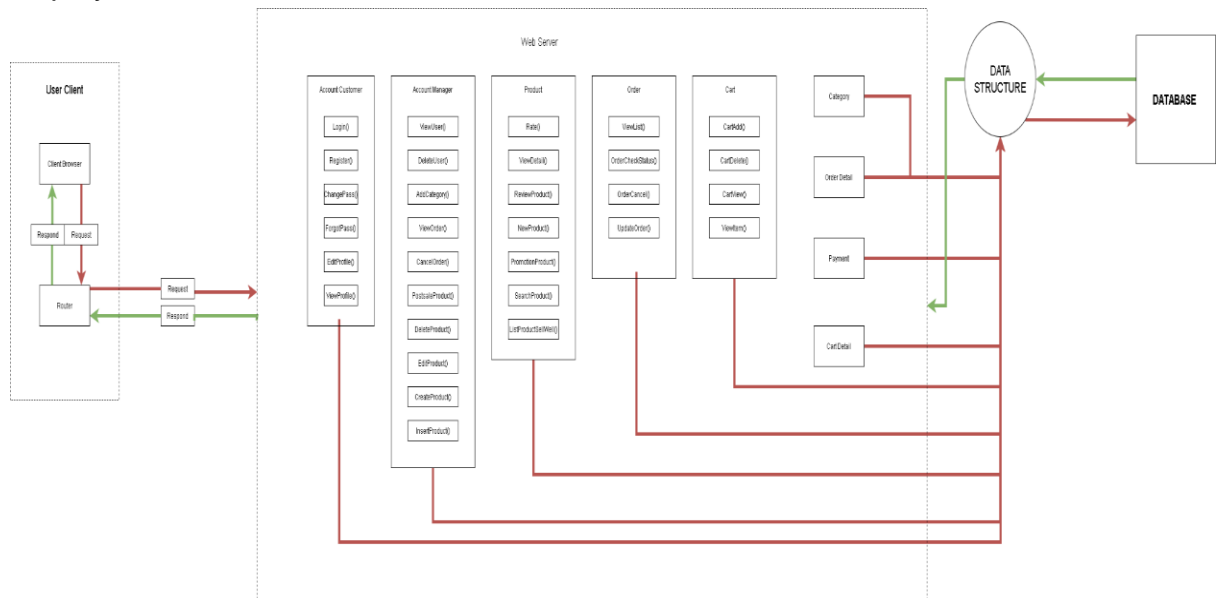 Web Server
User Client
Client Browser
Respond
Request
Router
Request
Respond
Account Customer
Login()
Register()
ChangePass()
ForgotPass()
EditProfile()
ViewProfile()
Account Manager
ViewUser()
DeleteUser()
AddCategory()
ViewOrder()
CancelOrder()
PostsaleProduct()
DeleteProduct()
EditProduct()
CreateProduct()
InsertProduct()
Product
Rate()
ViewDetail()
ReviewProduct()
NewProduct()
PromotionProduct()
SearchProduct()
ListProductSellWell()
Order
ViewList()
OrderCheckStatus()
OrderCancel()
UpdateOrder()
Cart
CartAdd()
CartDelete()
CartView()
ViewItem()
Category
Order Detail
Payment
Cart Detail
DATA
STRUCTURE
DATABASE